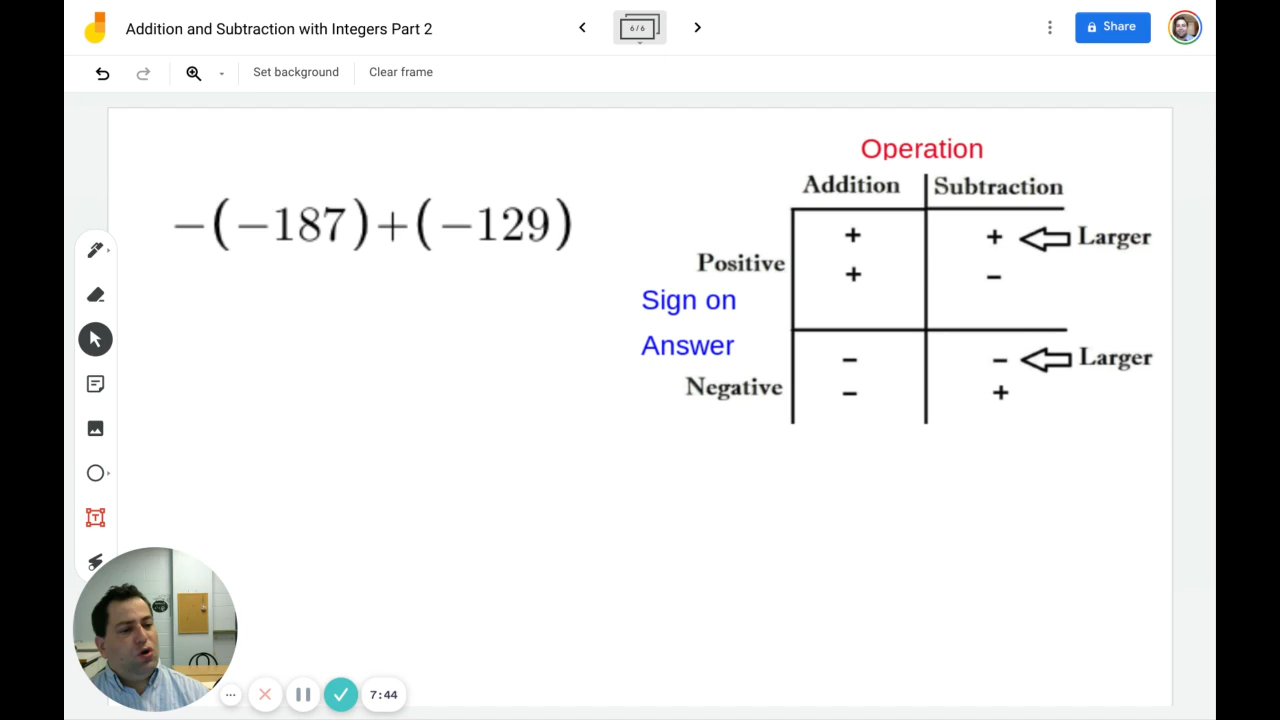 Addition and Subtraction with Integers Part 2
6/6
Share
Set background
Clear frame
Operation
Addition Subtraction
−(−187)+(−129)
+ + Larger
Positive
+ −
Sign on
Answer
− − Larger
Negative
− +
T
7:44